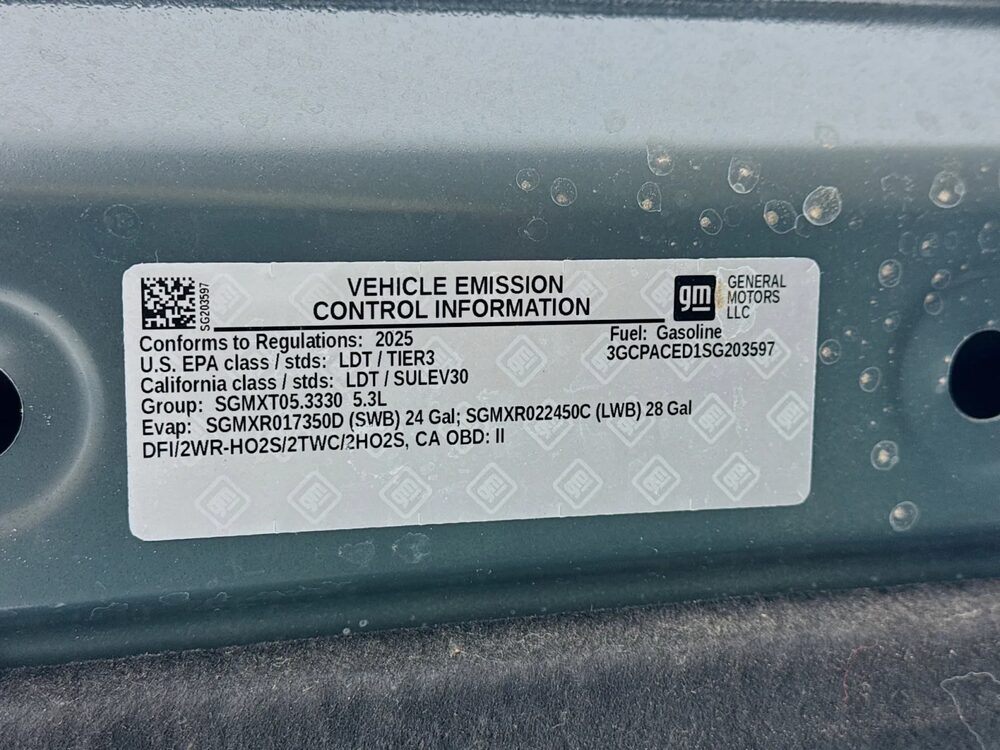 SG203597
VEHICLE EMISSION
CONTROL INFORMATION
gm
GENERAL
MOTORS
LLC
Conforms to Regulations: 2025
Fuel: Gasoline
U.S. EPA class / stds: LDT / TIER3
3GCPACED1SG203597
California class / stds: LDT / SULEV30
Group: SGMXT05.3330 5.3L
Evap: SGMXR017350D (SWB) 24 Gal; SGMXR022450C (LWB) 28 Gal
DFI/2WR-HO2S/2TWC/2HO2S, CA OBD: II